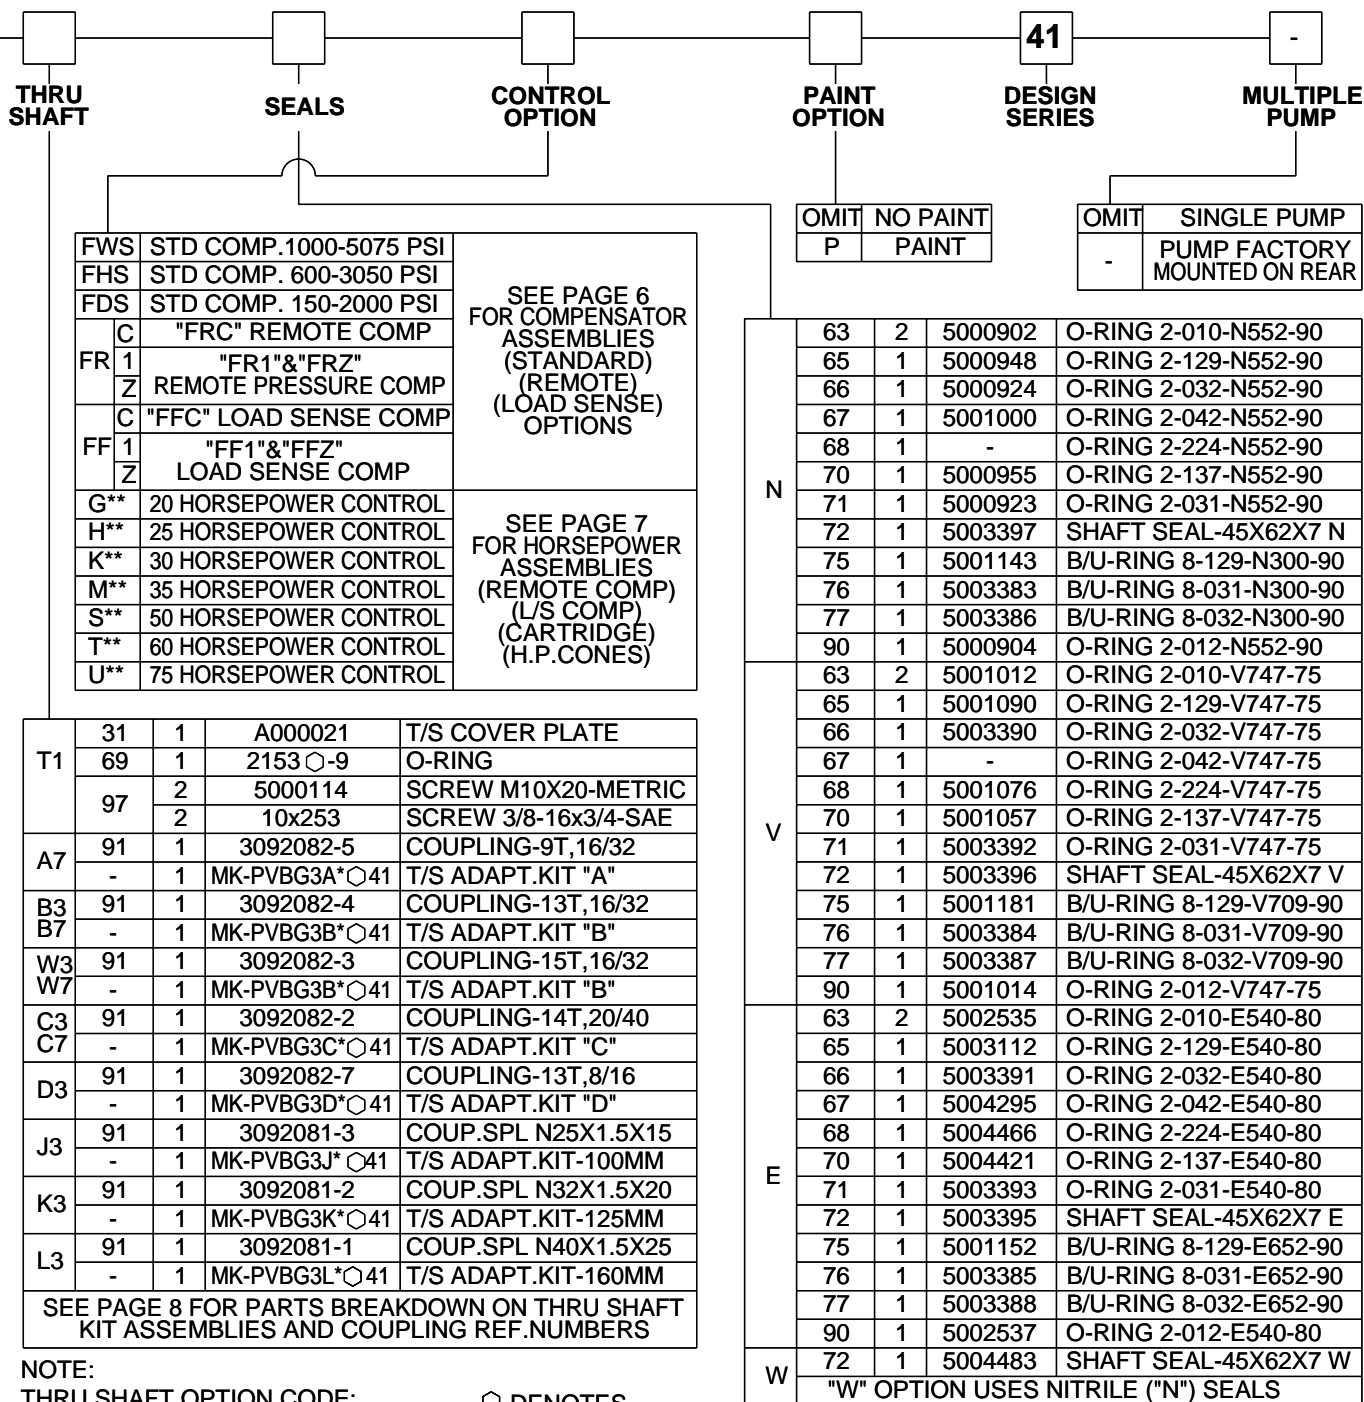 41
-
THRU SHAFT
SEALS
CONTROL OPTION
PAINT OPTION
DESIGN SERIES
MULTIPLE PUMP
OMIT NO PAINT
P PAINT
OMIT SINGLE PUMP
- PUMP FACTORY MOUNTED ON REAR
FWS STD COMP.1000-5075 PSI
FHS STD COMP. 600-3050 PSI
FDS STD COMP. 150-2000 PSI
FR C "FRC" REMOTE COMP
1 Z "FR1"&"FRZ"
REMOTE PRESSURE COMP
FF C "FFC" LOAD SENSE COMP
1 Z "FF1"&"FFZ"
LOAD SENSE COMP
SEE PAGE 6
FOR COMPENSATOR
ASSEMBLIES
(STANDARD)
(REMOTE)
(LOAD SENSE)
OPTIONS
G** 20 HORSEPOWER CONTROL
H** 25 HORSEPOWER CONTROL
K** 30 HORSEPOWER CONTROL
M** 35 HORSEPOWER CONTROL
S** 50 HORSEPOWER CONTROL
T** 60 HORSEPOWER CONTROL
U** 75 HORSEPOWER CONTROL
SEE PAGE 7
FOR HORSEPOWER
ASSEMBLIES
(REMOTE COMP)
(L/S COMP)
(CARTRIDGE)
(H.P.CONES)
T1 31 1 A000021 T/S COVER PLATE
69 1 2153⬡-9 O-RING
97 2 5000114 SCREW M10X20-METRIC
2 10x253 SCREW 3/8-16x3/4-SAE
A7 91 1 3092082-5 COUPLING-9T,16/32
- 1 MK-PVBG3A*⬡41 T/S ADAPT.KIT "A"
B3 B7 91 1 3092082-4 COUPLING-13T,16/32
- 1 MK-PVBG3B*⬡41 T/S ADAPT.KIT "B"
W3 W7 91 1 3092082-3 COUPLING-15T,16/32
- 1 MK-PVBG3B*⬡41 T/S ADAPT.KIT "B"
C3 C7 91 1 3092082-2 COUPLING-14T,20/40
- 1 MK-PVBG3C*⬡41 T/S ADAPT.KIT "C"
D3 91 1 3092082-7 COUPLING-13T,8/16
- 1 MK-PVBG3D*⬡41 T/S ADAPT.KIT "D"
J3 91 1 3092081-3 COUP.SPL N25X1.5X15
- 1 MK-PVBG3J* ⬡41 T/S ADAPT.KIT-100MM
K3 91 1 3092081-2 COUP.SPL N32X1.5X20
- 1 MK-PVBG3K*⬡41 T/S ADAPT.KIT-125MM
L3 91 1 3092081-1 COUP.SPL N40X1.5X25
- 1 MK-PVBG3L*⬡41 T/S ADAPT.KIT-160MM
SEE PAGE 8 FOR PARTS BREAKDOWN ON THRU SHAFT
KIT ASSEMBLIES AND COUPLING REF.NUMBERS
N 63 2 5000902 O-RING 2-010-N552-90
65 1 5000948 O-RING 2-129-N552-90
66 1 5000924 O-RING 2-032-N552-90
67 1 5001000 O-RING 2-042-N552-90
68 1 - O-RING 2-224-N552-90
70 1 5000955 O-RING 2-137-N552-90
71 1 5000923 O-RING 2-031-N552-90
72 1 5003397 SHAFT SEAL-45X62X7 N
75 1 5001143 B/U-RING 8-129-N300-90
76 1 5003383 B/U-RING 8-031-N300-90
77 1 5003386 B/U-RING 8-032-N300-90
90 1 5000904 O-RING 2-012-N552-90
V 63 2 5001012 O-RING 2-010-V747-75
65 1 5001090 O-RING 2-129-V747-75
66 1 5003390 O-RING 2-032-V747-75
67 1 - O-RING 2-042-V747-75
68 1 5001076 O-RING 2-224-V747-75
70 1 5001057 O-RING 2-137-V747-75
71 1 5003392 O-RING 2-031-V747-75
72 1 5003396 SHAFT SEAL-45X62X7 V
75 1 5001181 B/U-RING 8-129-V709-90
76 1 5003384 B/U-RING 8-031-V709-90
77 1 5003387 B/U-RING 8-032-V709-90
90 1 5001014 O-RING 2-012-V747-75
E 63 2 5002535 O-RING 2-010-E540-80
65 1 5003112 O-RING 2-129-E540-80
66 1 5003391 O-RING 2-032-E540-80
67 1 5004295 O-RING 2-042-E540-80
68 1 5004466 O-RING 2-224-E540-80
70 1 5004421 O-RING 2-137-E540-80
71 1 5003393 O-RING 2-031-E540-80
72 1 5003395 SHAFT SEAL-45X62X7 E
75 1 5001152 B/U-RING 8-129-E652-90
76 1 5003385 B/U-RING 8-031-E652-90
77 1 5003388 B/U-RING 8-032-E652-90
90 1 5002537 O-RING 2-012-E540-80
W 72 1 5004483 SHAFT SEAL-45X62X7 W
"W" OPTION USES NITRILE ("N") SEALS
NOTE:
THRU SHAFT OPTION CODE: ⬡ DENOTES